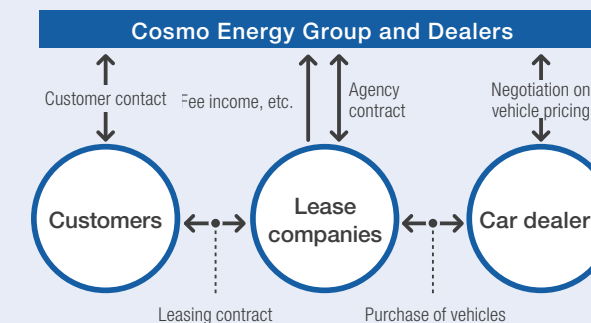 Cosmo Energy Group and Dealers
Customer contact
Fee income, etc.
Agency
contract
Negotiation on
vehicle pricing
Customers
Lease
companies
Car dealer
Leasing contract
Purchase of vehicles